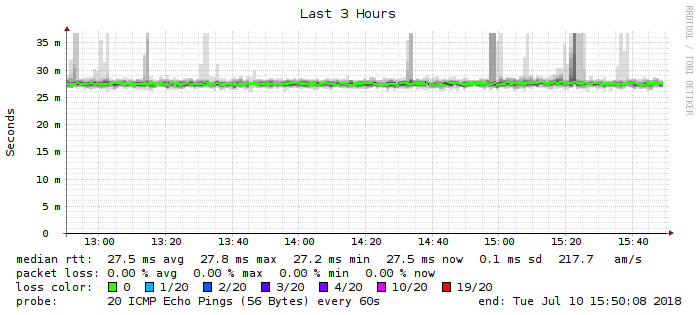 Last 3 Hours
RRDTOOL / TOBI OETIKER
Seconds
35 m
30 m
25 m
20 m
15 m
10 m
5 m
0
13:00 13:20 13:40 14:00 14:20 14:40 15:00 15:20 15:40
median rtt: 27.5 ms avg 27.8 ms max 27.2 ms min 27.5 ms now 0.1 ms sd 217.7 am/s
packet loss: 0.00 % avg 0.00 % max 0.00 % min 0.00 % now
loss color: 0 1/20 2/20 3/20 4/20 10/20 19/20
probe: 20 ICMP Echo Pings (56 Bytes) every 60s end: Tue Jul 10 15:50:08 2018